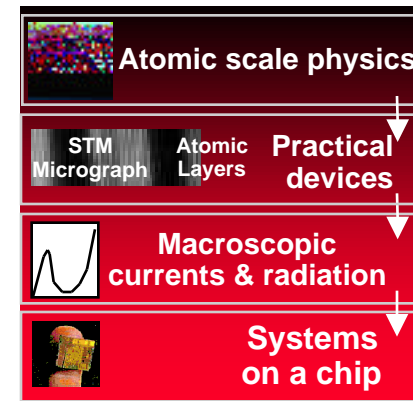 Atomic scale physics
STM
Micrograph
Atomic
Layers
Practical
devices
Macroscopic
currents & radiation
Systems
on a chip